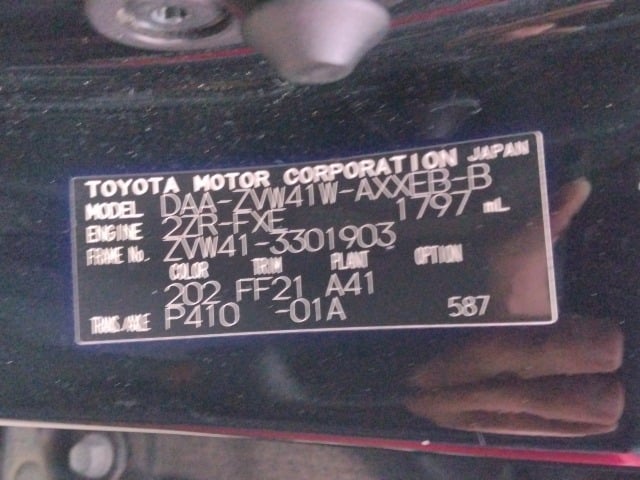 TOYOTA MOTOR CORPORATION JAPAN
MODEL DAA-ZVW41W-AXXEB-B
ENGINE 2ZR-FXE 1797 mL
FRAME No. ZVW41-3301903
COLOR TRIM PLANT OPTION
202 FF21 A41
TRANS/AXLE P410 -01A 587